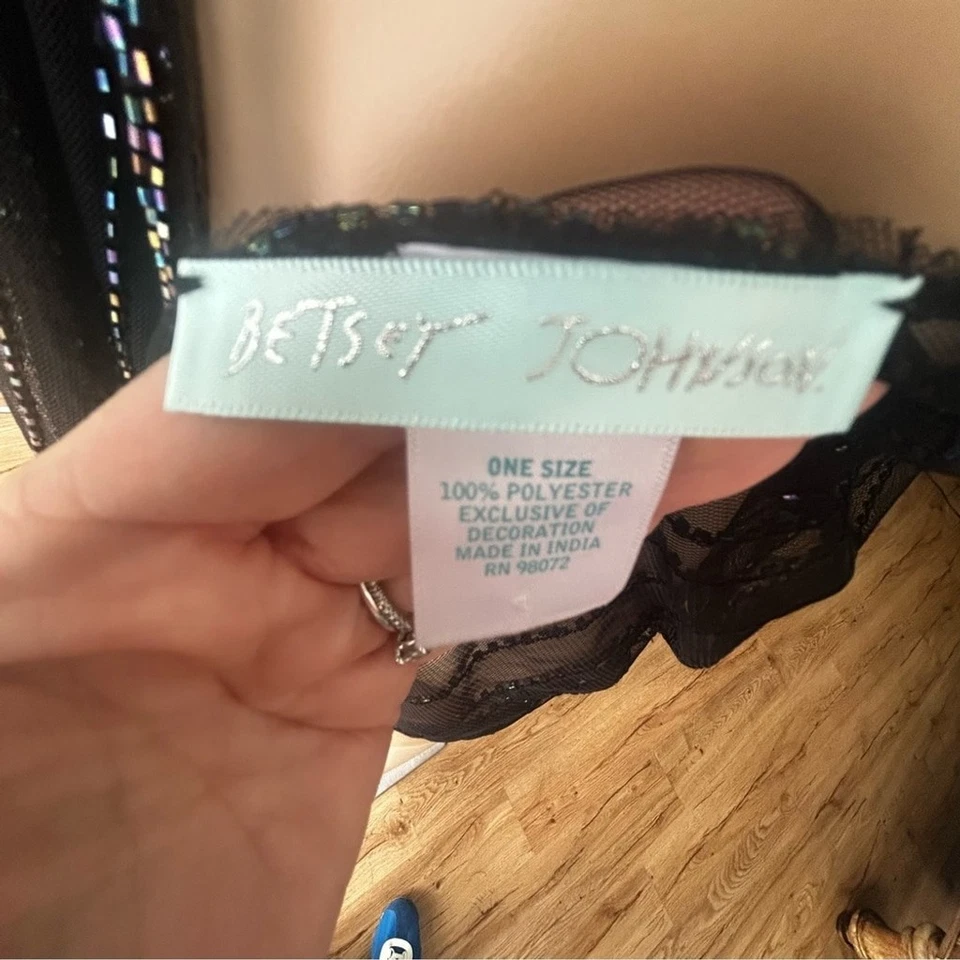 BETSEY JOHNSON.
ONE SIZE
100% POLYESTER
EXCLUSIVE OF
DECORATION
MADE IN INDIA
RN 98072